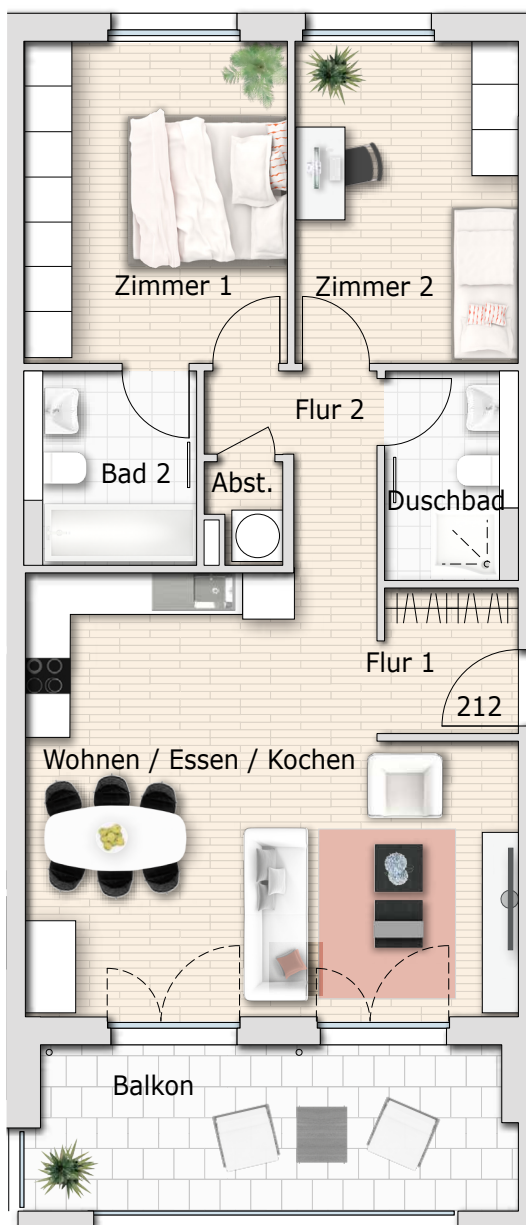 Zimmer 1
Zimmer 2
Flur 2
Bad 2
Abst.
Duschbad
Flur 1
212
Wohnen / Essen / Kochen
Balkon